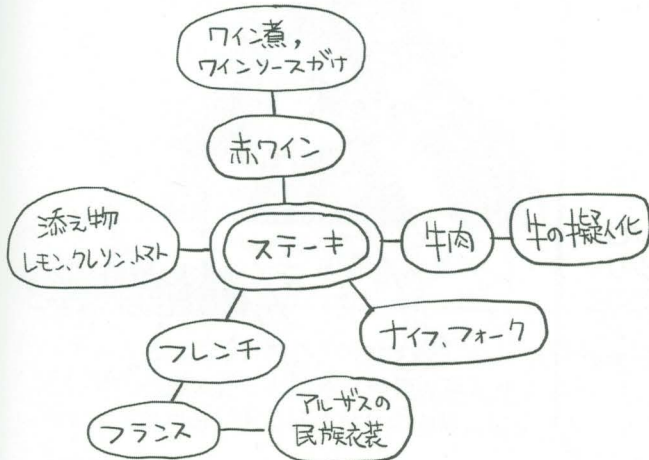 ワイン煮,
ワインソースがけ
赤ワイン
添え物
レモン、クレソン、トマト
ステーキ
牛肉
牛の擬人化
ナイフ、フォーク
フレンチ
フランス
アルザスの
民族衣装